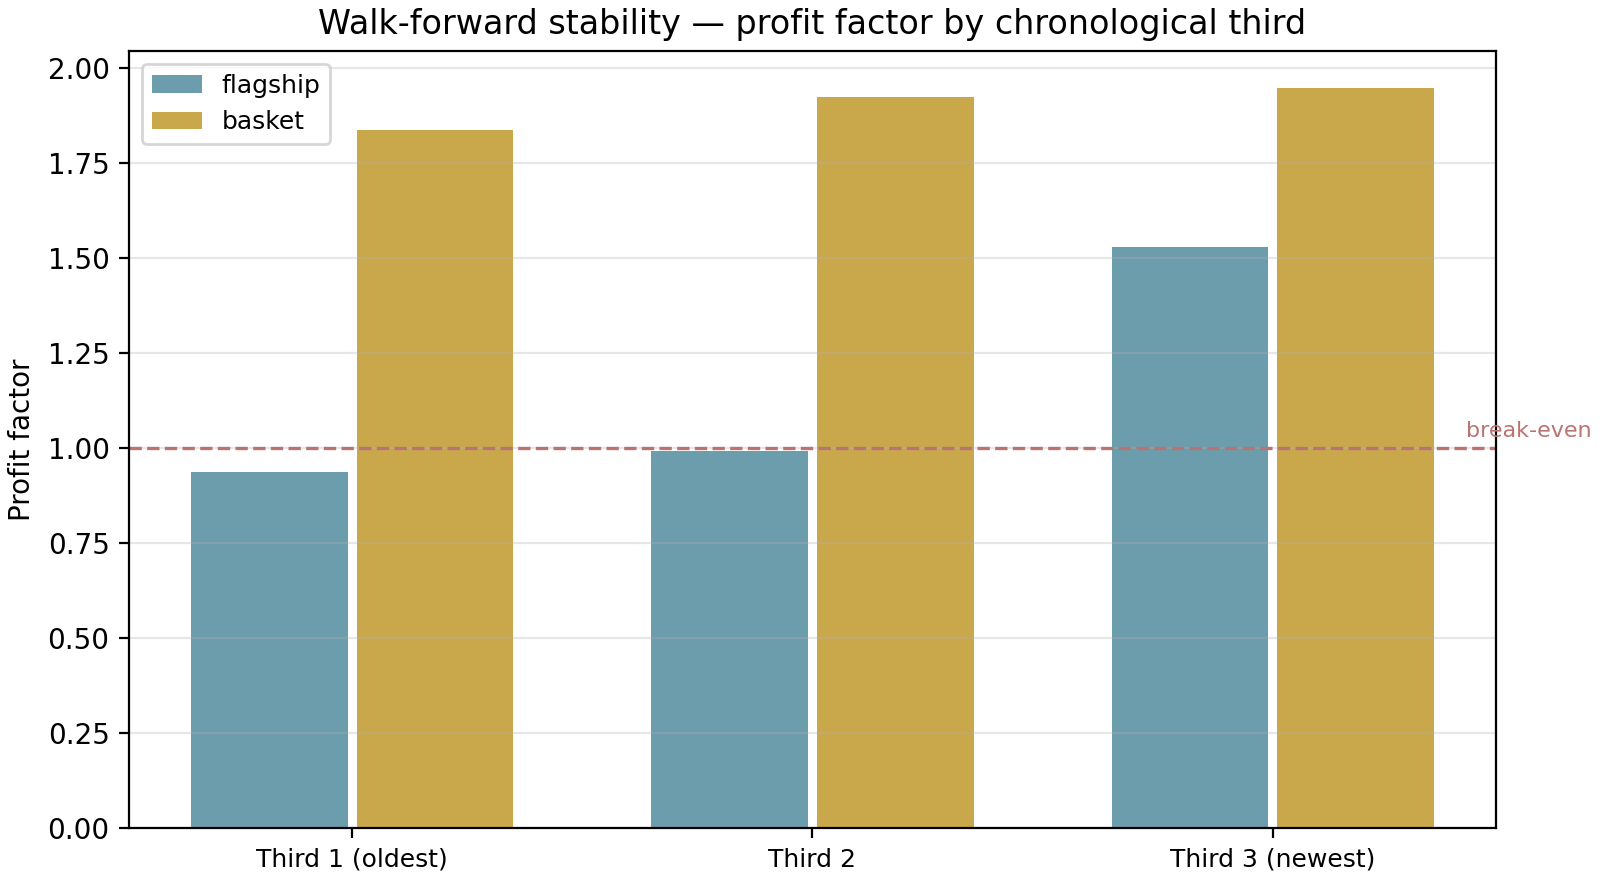 Walk-forward stability — profit factor by chronological third
flagship
basket
Profit factor
2.00
1.75
1.50
1.25
1.00
0.75
0.50
0.25
0.00
break-even
Third 1 (oldest)
Third 2
Third 3 (newest)